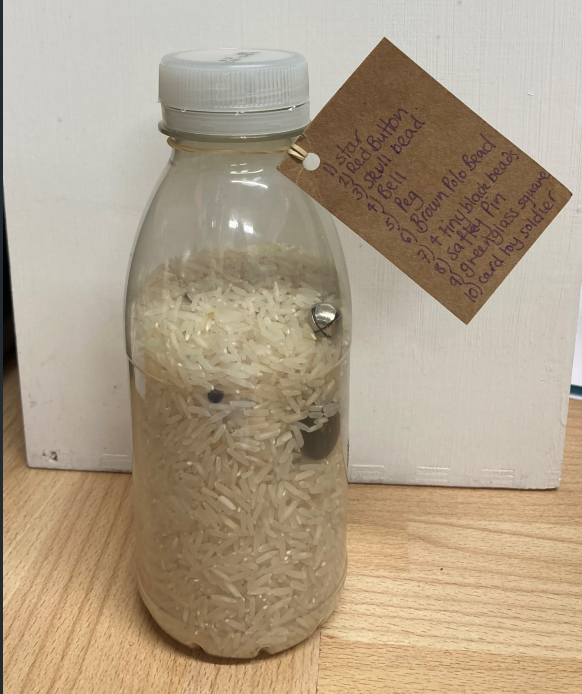 1) star
2) Red Button
3) Skull bead
4) Bell
5) Peg
6) Brown Polo Bead
7) 4 tiny black beads
8) saftey Pin
9) green glass square
10) card toy soldier